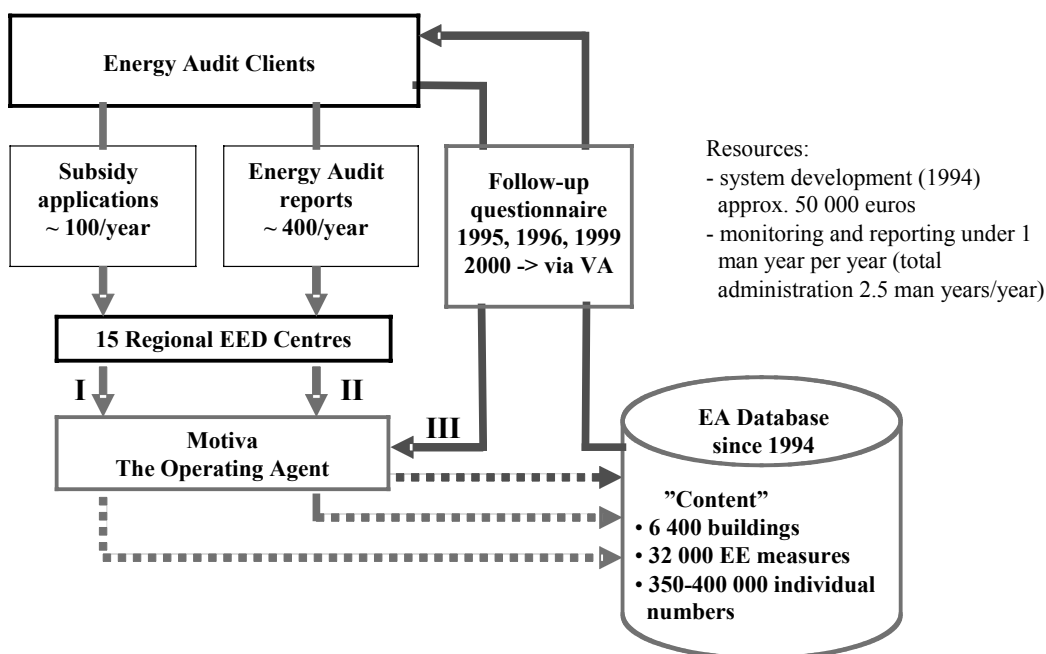 Energy Audit Clients
Subsidy
applications
~ 100/year
Energy Audit
reports
~ 400/year
Follow-up
questionnaire
1995, 1996, 1999
2000 -> via VA
Resources:
- system development (1994)
approx. 50 000 euros
- monitoring and reporting under 1
man year per year (total
administration 2.5 man years/year)
15 Regional EED Centres
I
II
III
Motiva
The Operating Agent
EA Database
since 1994
”Content”
• 6 400 buildings
• 32 000 EE measures
• 350-400 000 individual
numbers